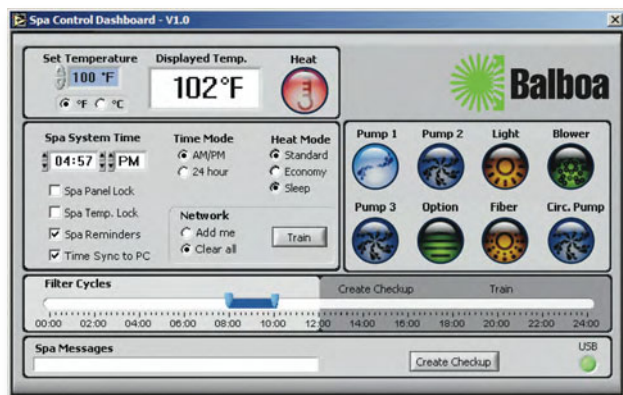 Spa Control Dashboard - V1.0
Set Temperature
Displayed Temp.
Heat
100 °F
102°F
°F
°C
Balboa
Spa System Time
Time Mode
Heat Mode
04:57
PM
AM/PM
24 hour
Standard
Economy
Sleep
Spa Panel Lock
Spa Temp. Lock
Spa Reminders
Time Sync to PC
Network
Add me
Clear all
Train
Pump 1
Pump 2
Light
Blower
Pump 3
Option
Fiber
Circ. Pump
Filter Cycles
Create Checkup
Train
00:00 02:00 04:00 06:00 08:00 10:00 12:00 14:00 16:00 18:00 20:00 22:00 24:00
Spa Messages
Create Checkup
USB